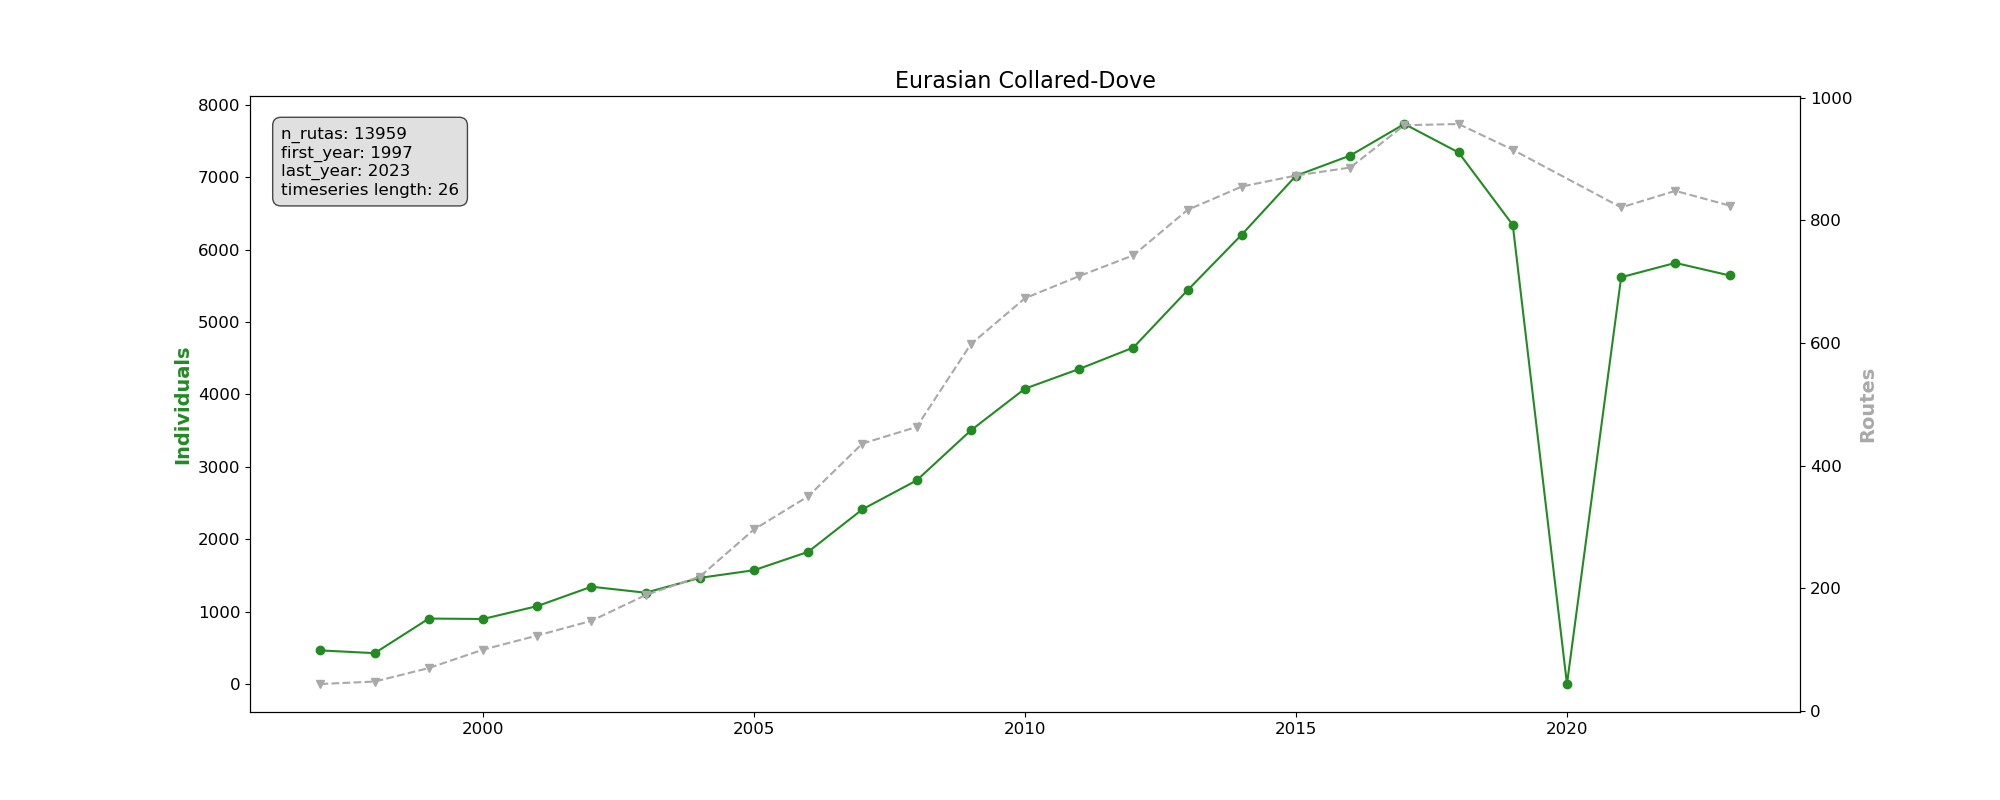 Eurasian Collared-Dove
n_rutas: 13959
first_year: 1997
last_year: 2023
timeseries length: 26
Individuals
8000
7000
6000
5000
4000
3000
2000
1000
0
1000
800
600
400
200
0
Routes
2000
2005
2010
2015
2020